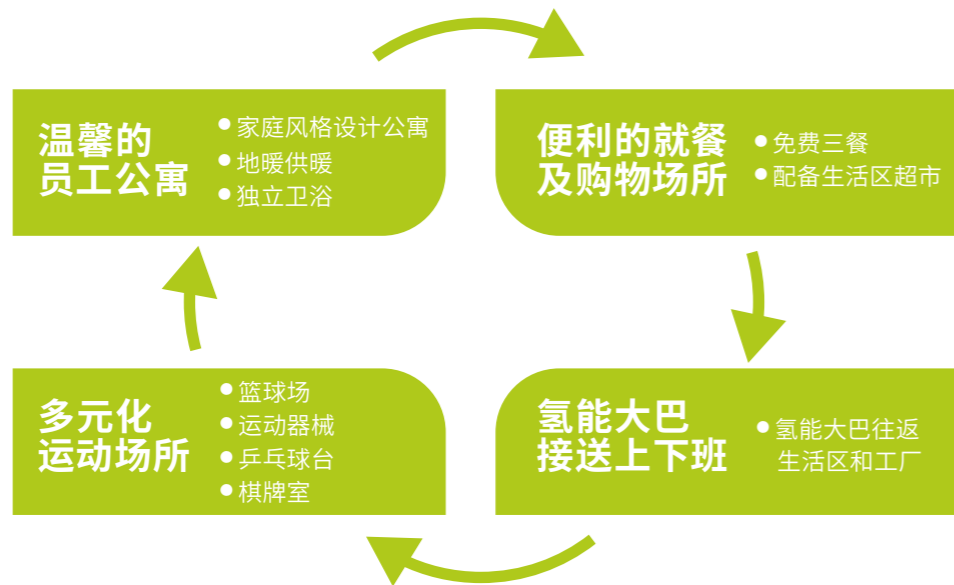 温馨的
员工公寓
● 家庭风格设计公寓
● 地暖供暖
● 独立卫浴
便利的就餐
及购物场所
● 免费三餐
● 配备生活区超市
多元化
运动场所
● 篮球场
● 运动器械
● 乒乓球台
● 棋牌室
氢能大巴
接送上下班
● 氢能大巴往返
生活区和工厂